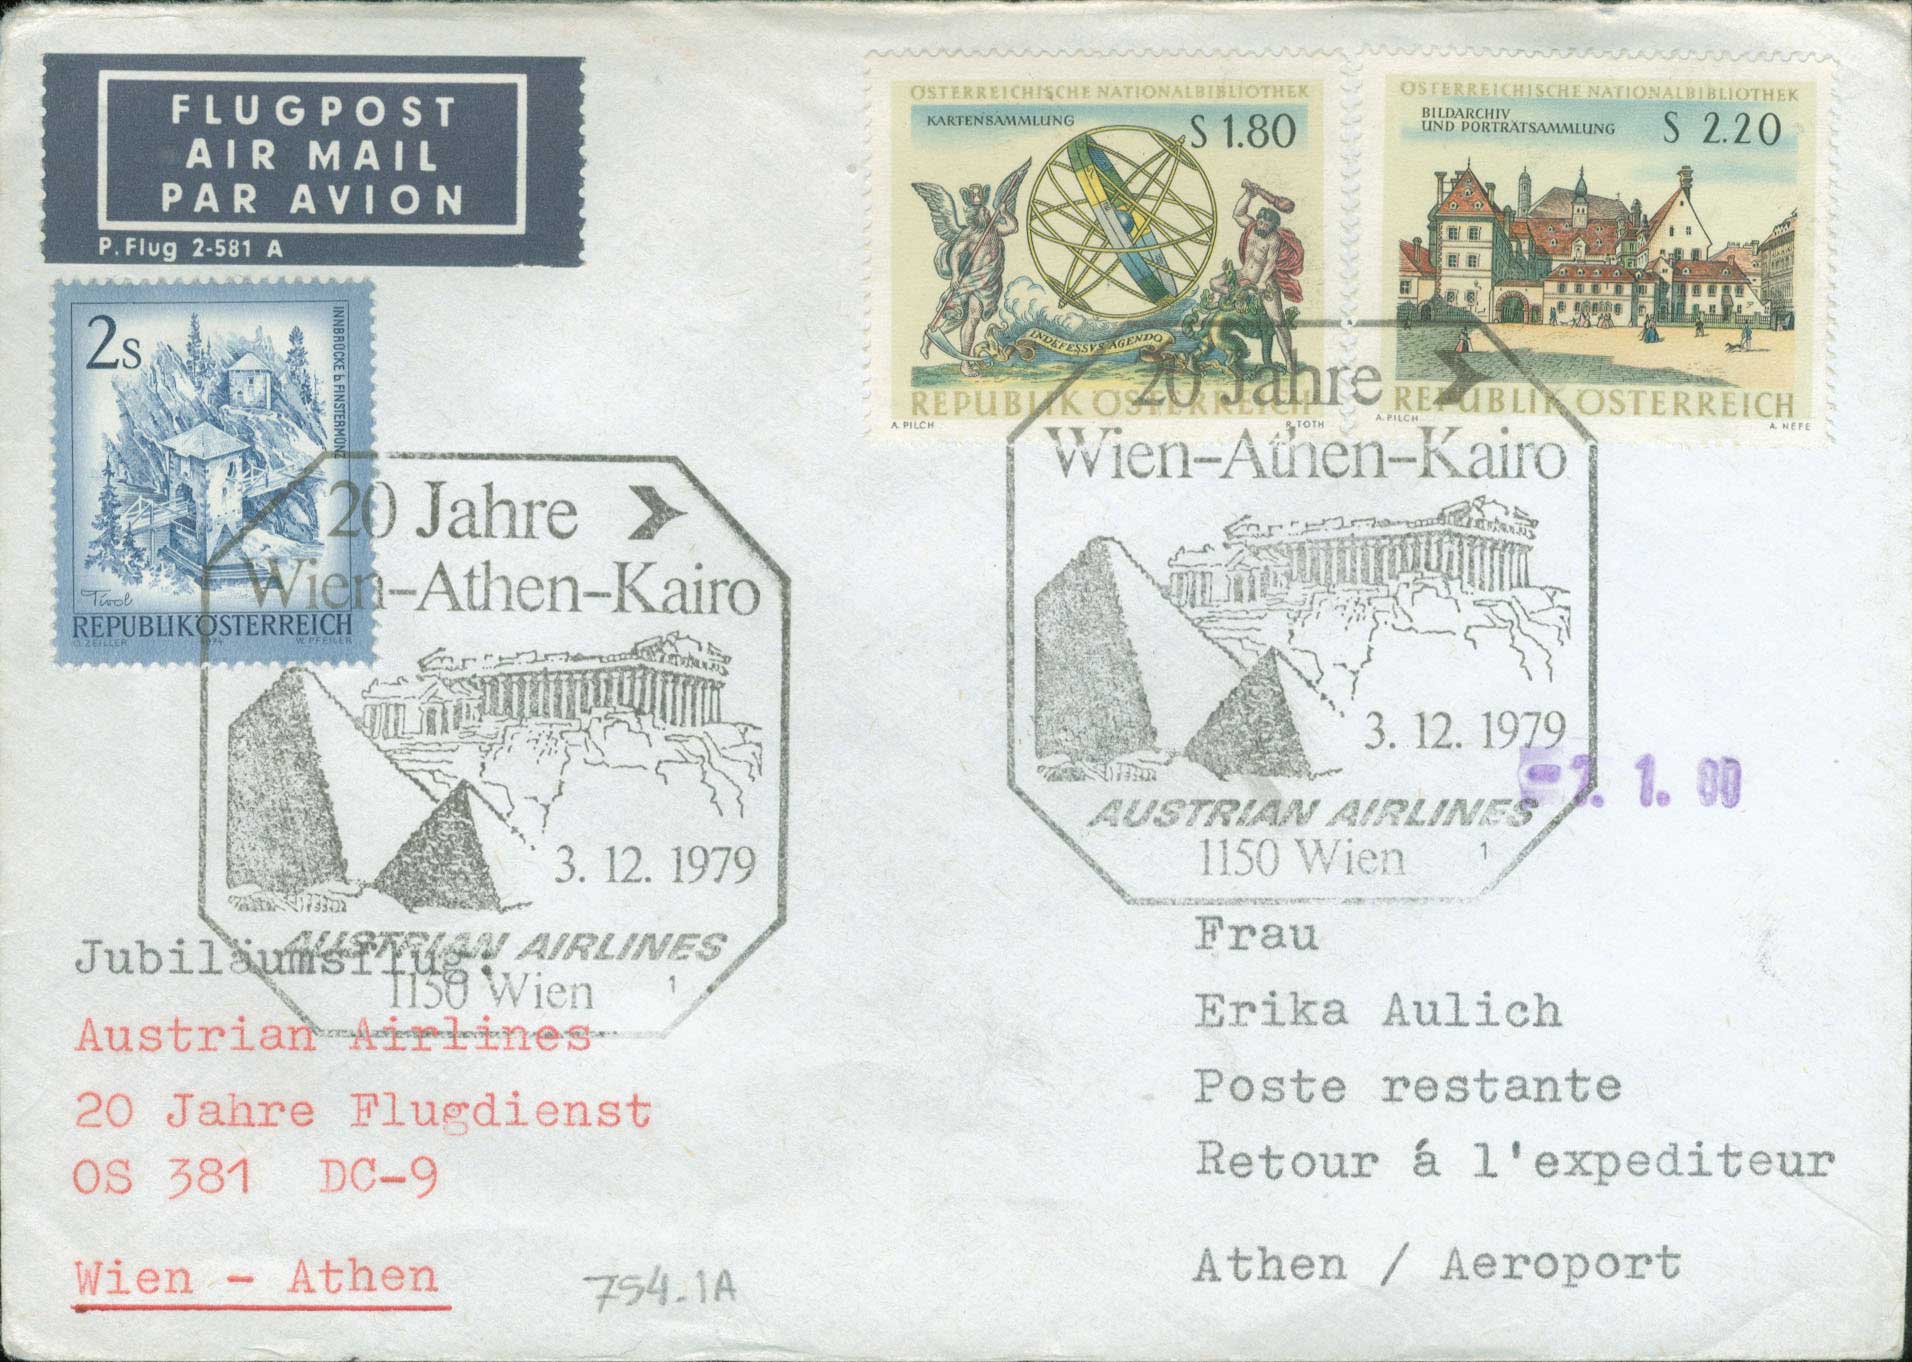 FLUGPOST
AIR MAIL
PAR AVION
P. Flug 2-581 A
2s
INNBRÜCKE b. FINSTERMÜNZ
Tirol
REPUBLIK ÖSTERREICH
O. ZEILLER 1974 W. PFEILER
ÖSTERREICHISCHE NATIONALBIBLIOTHEK
KARTENSAMMLUNG
S 1.80
INDEFESSVS AGENDO
REPUBLIK ÖSTERREICH
A. PILCH R. TOTH
ÖSTERREICHISCHE NATIONALBIBLIOTHEK
BILDARCHIV
UND PORTRÄTSAMMLUNG
S 2.20
REPUBLIK ÖSTERREICH
A. PILCH A. NEFE
20 Jahre
Wien–Athen–Kairo
3. 12. 1979
AUSTRIAN AIRLINES
1150 Wien 1
20 Jahre
Wien–Athen–Kairo
3. 12. 1979
AUSTRIAN AIRLINES
1150 Wien 1
1. 80
Jubiläumsflug:
Austrian Airlines
20 Jahre Flugdienst
OS 381 DC-9
Wien - Athen
754.1A
Frau
Erika Aulich
Poste restante
Retour á l'expediteur
Athen / Aeroport